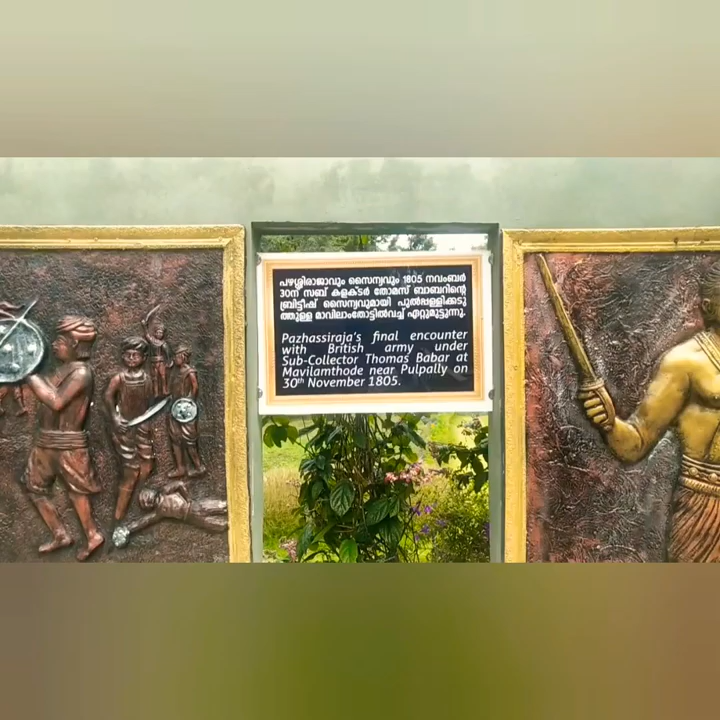 പഴശ്ശിരാജാവും സൈന്യവും 1805 നവംബർ
30ന് സബ് കളക്ടർ തോമസ് ബാബറിന്റെ
ബ്രിട്ടീഷ് സൈന്യവുമായി പുൽപ്പള്ളിക്കടു
ത്തുള്ള മാവിലാംതോട്ടിൽവച്ച് ഏറ്റുമുട്ടുന്നു.
Pazhassiraja's final encounter
with British army under
Sub-Collector Thomas Babar at
Mavilamthode near Pulpally on
30th November 1805.